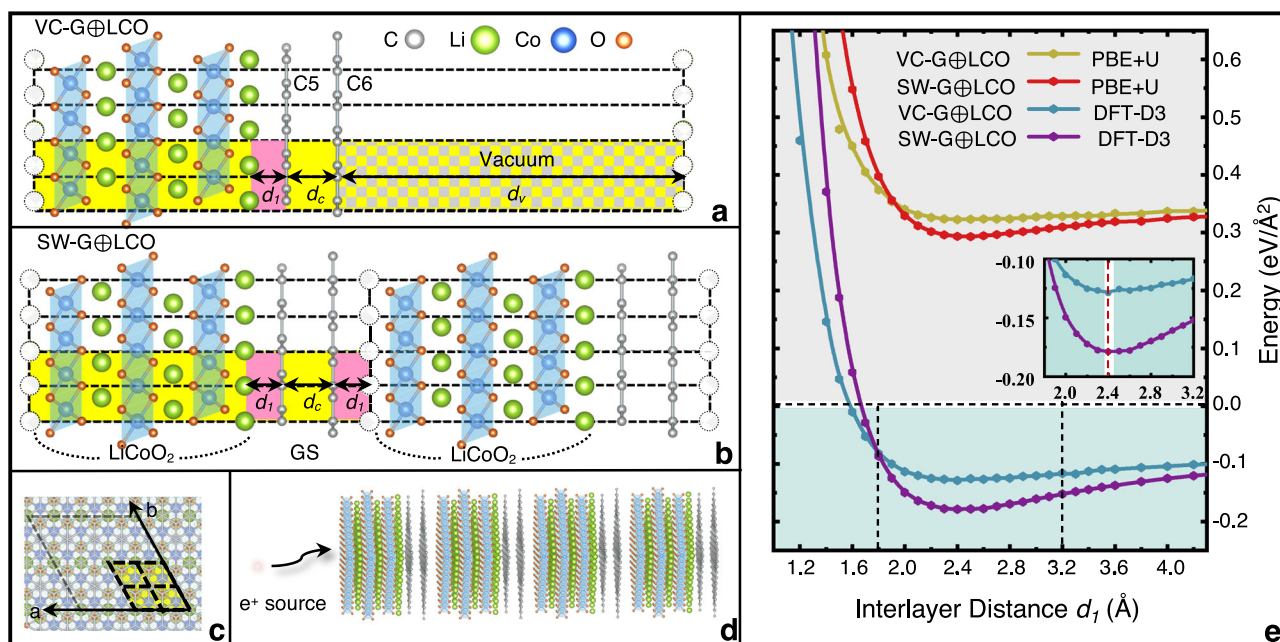 VC-G⊕LCO
C Li Co O
C5 C6
Vacuum
d₁ d_c d_v
a
SW-G⊕LCO
d₁ d_c d₁
LiCoO₂ GS LiCoO₂
b
b
a
c
e⁺ source
d
VC-G⊕LCO PBE+U
SW-G⊕LCO PBE+U
VC-G⊕LCO DFT-D3
SW-G⊕LCO DFT-D3
0.6
0.5
0.4
0.3
0.2
0.1
0.0
-0.1
-0.2
Energy (eV/Å²)
-0.10
-0.15
-0.20
2.0 2.4 2.8 3.2
1.2 1.6 2.0 2.4 2.8 3.2 3.6 4.0
Interlayer Distance d₁ (Å)
e